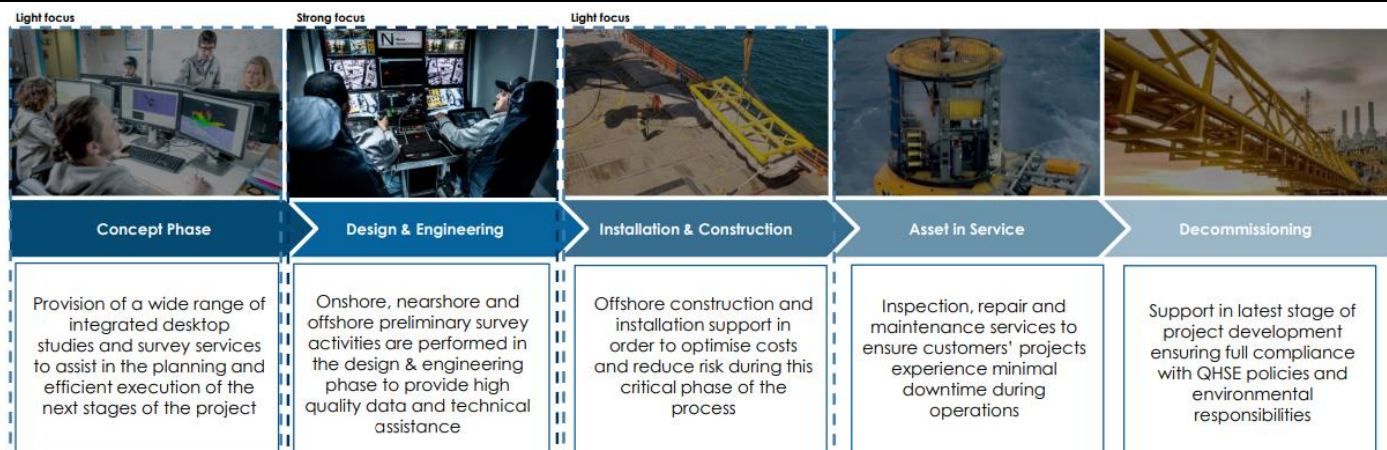 Light focus
Strong focus
Light focus
N
Concept Phase
Design & Engineering
Installation & Construction
Asset in Service
Decommissioning
Provision of a wide range of
integrated desktop
studies and survey services
to assist in the planning and
efficient execution of the
next stages of the project
Onshore, nearshore and
offshore preliminary survey
activities are performed in
the design & engineering
phase to provide high
quality data and technical
assistance
Offshore construction and
installation support in
order to optimise costs
and reduce risk during this
critical phase of the
process
Inspection, repair and
maintenance services to
ensure customers' projects
experience minimal
downtime during
operations
Support in latest stage of
project development
ensuring full compliance
with QHSE policies and
environmental
responsibilities